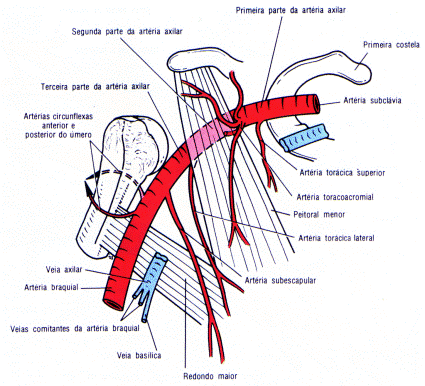 Primeira parte da artéria axilar
Segunda parte da artéria axilar
Primeira costela
Terceira parte da artéria axilar
Artéria subclávia
Artérias circunflexas
anterior e
posterior do úmero
Artéria torácica superior
Artéria toracoacromial
Peitoral menor
Artéria torácica lateral
Veia axilar
Artéria subescapular
Artéria braquial
Veias comitantes da artéria braquial
Veia basílica
Redondo maior